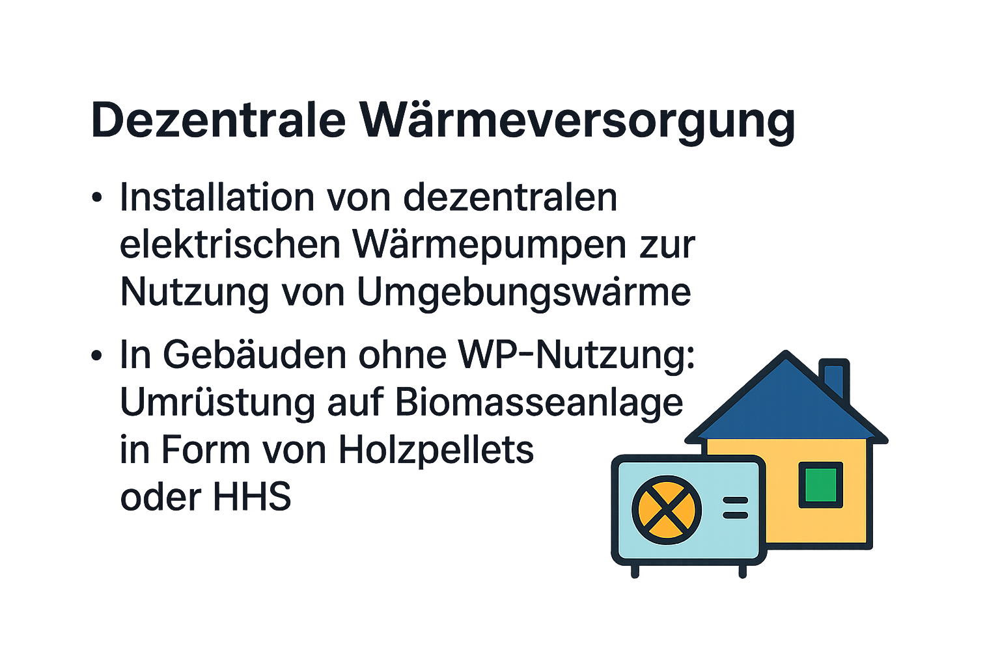 Dezentrale Wärmeversorgung
• Installation von dezentralen
elektrischen Wärmepumpen zur
Nutzung von Umgebungswȧrme
• In Gebäuden ohne WP-Nutzung:
Umrüstung auf Biomasseanlage
in Form von Holzpellets
oder HHS